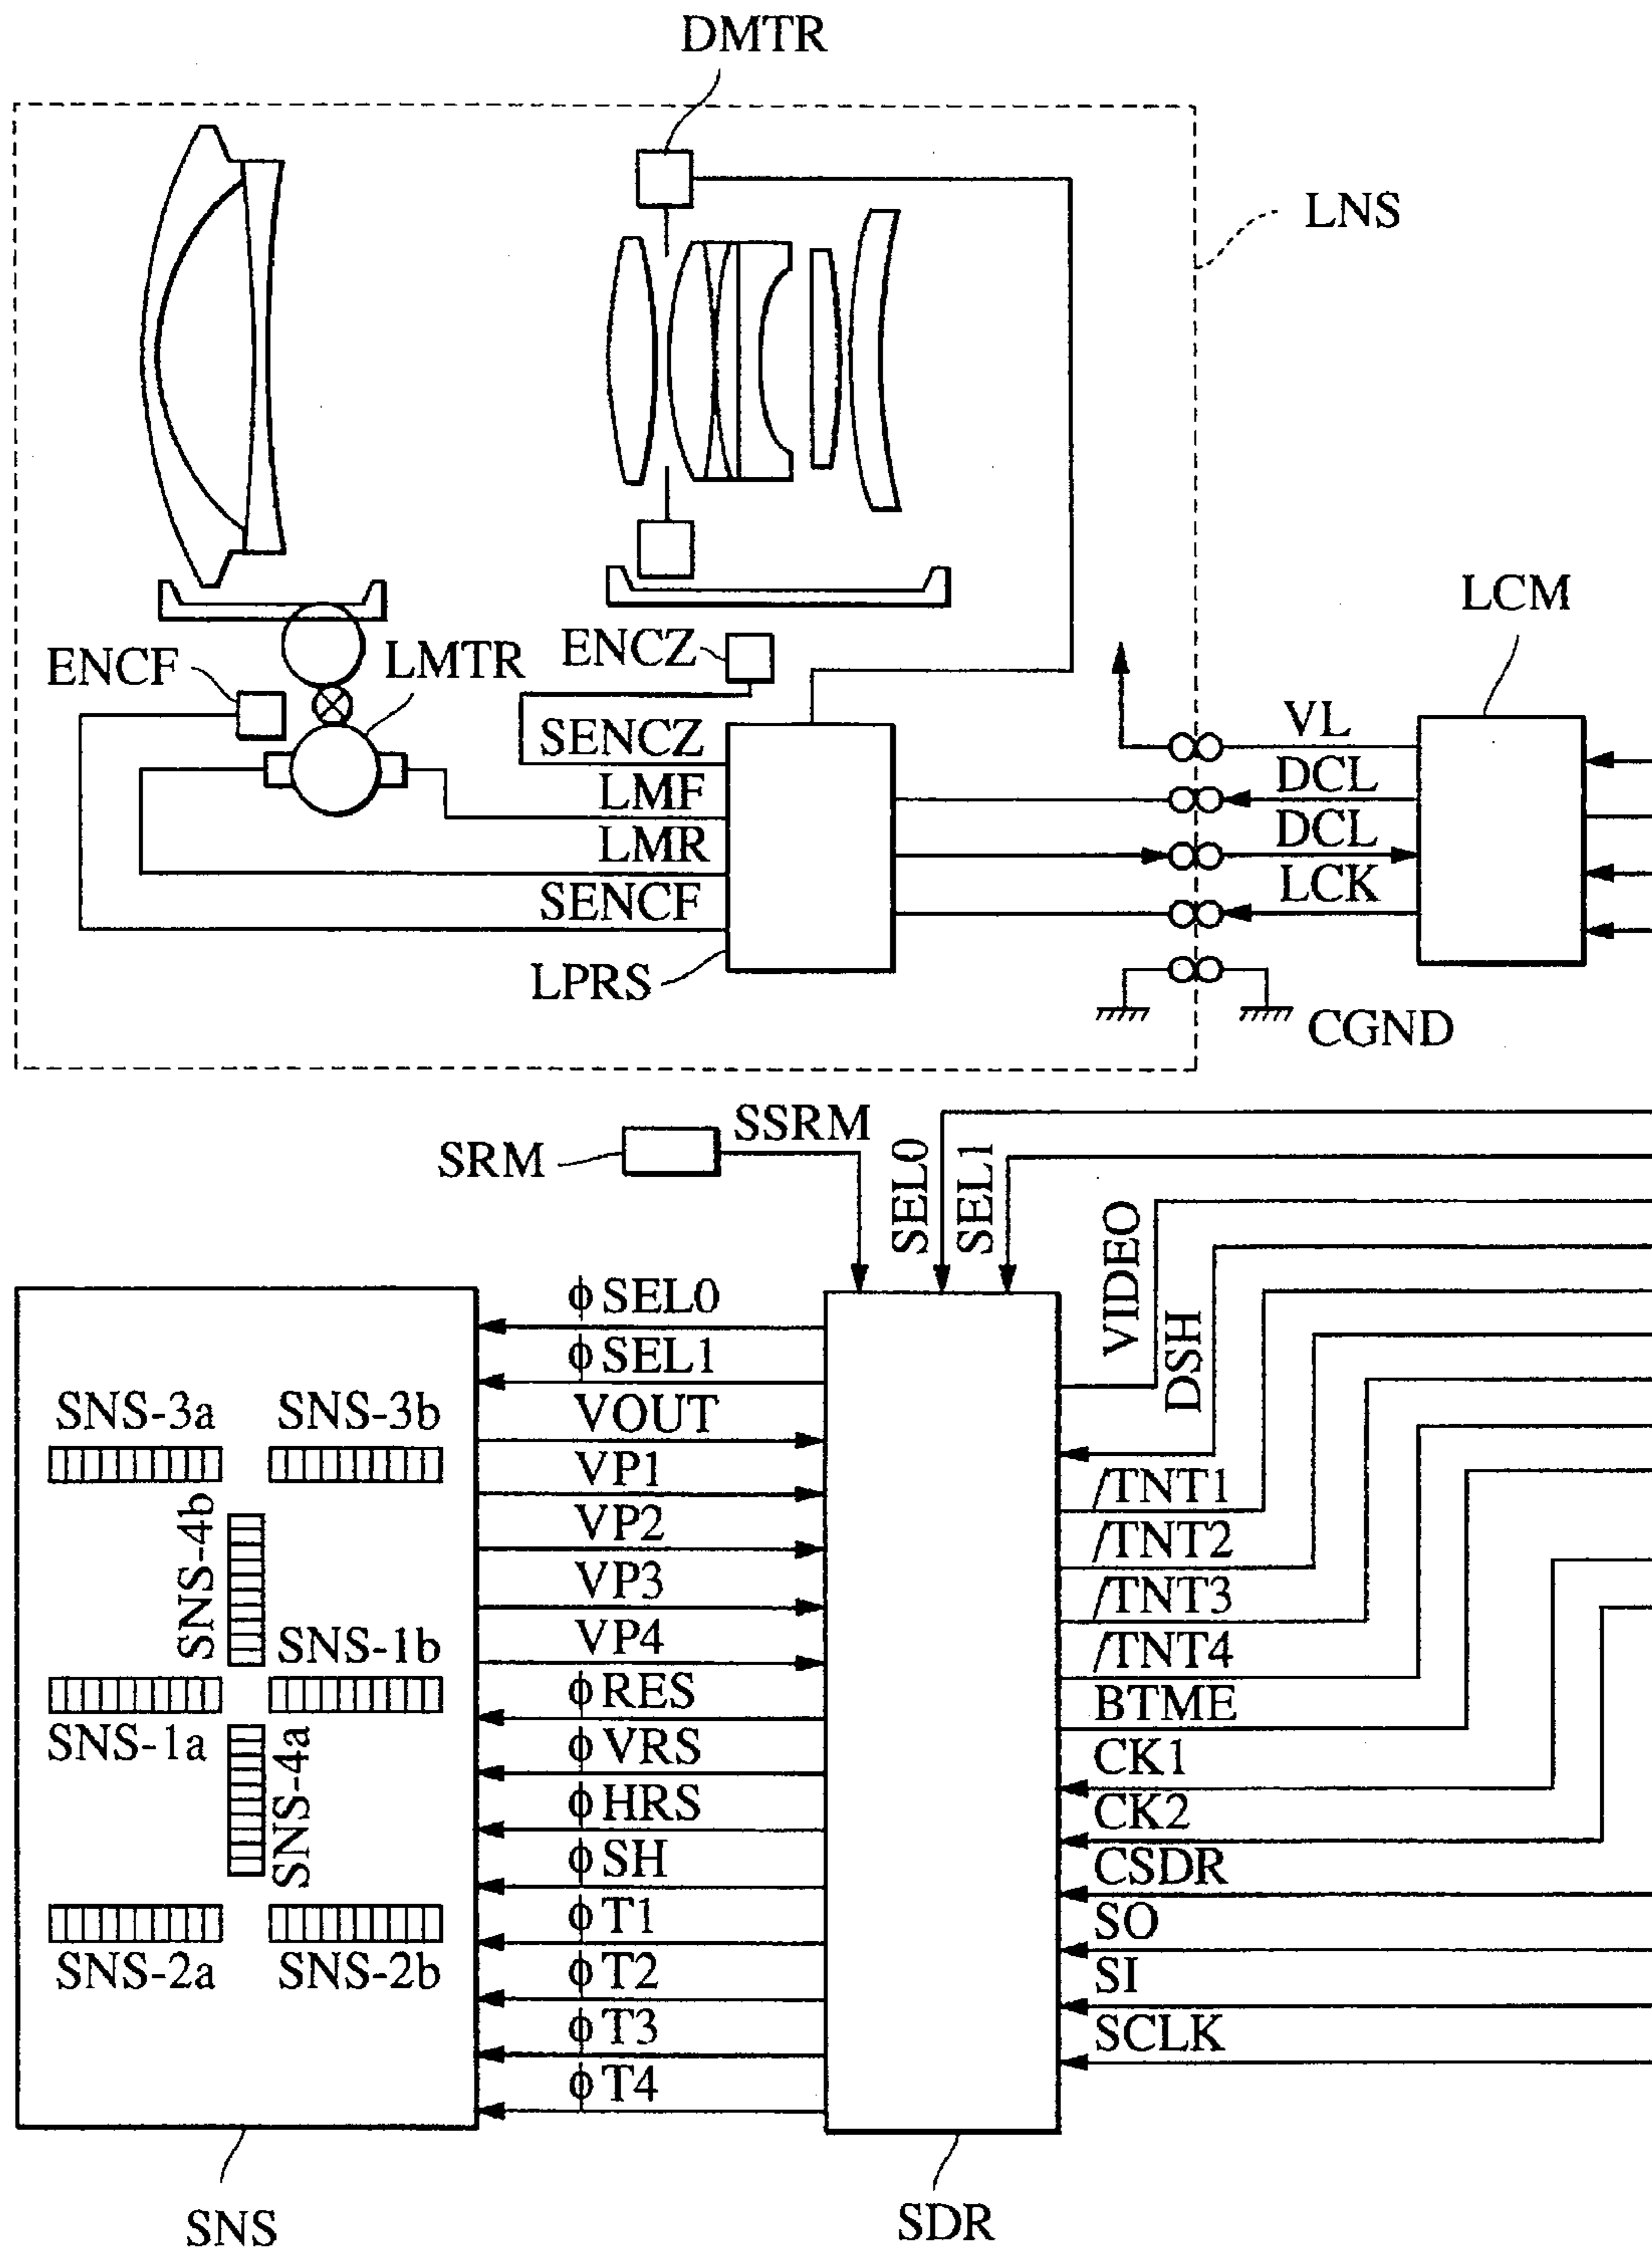 DMTR
LNS
LCM
ENCF
LMTR
ENCZ
SENCZ
LMF
LMR
SENCF
LPRS
VL
DCL
DCL
LCK
CGND
SRM
SSRM
SEL0
SEL1
VIDEO
DSH
φSEL0
φSEL1
VOUT
VP1
VP2
VP3
VP4
φRES
φVRS
φHRS
φSH
φT1
φT2
φT3
φT4
SNS-3a
SNS-3b
SNS-4b
SNS-1b
SNS-1a
SNS-4a
SNS-2a
SNS-2b
/TNT1
/TNT2
/TNT3
/TNT4
BTME
CK1
CK2
CSDR
SO
SI
SCLK
SNS
SDR